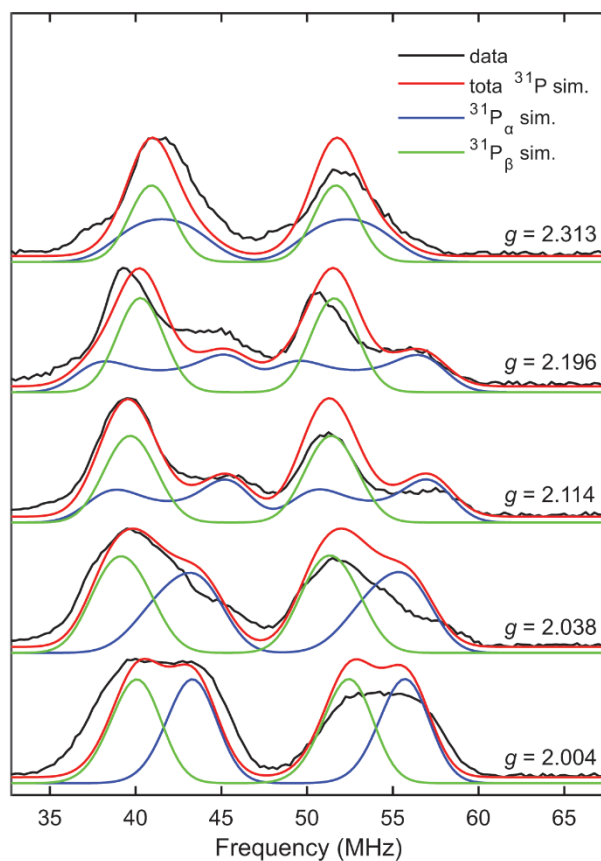 data
tota ³¹P sim.
³¹Pα sim.
³¹Pβ sim.
g = 2.313
g = 2.196
g = 2.114
g = 2.038
g = 2.004
35 40 45 50 55 60 65
Frequency (MHz)